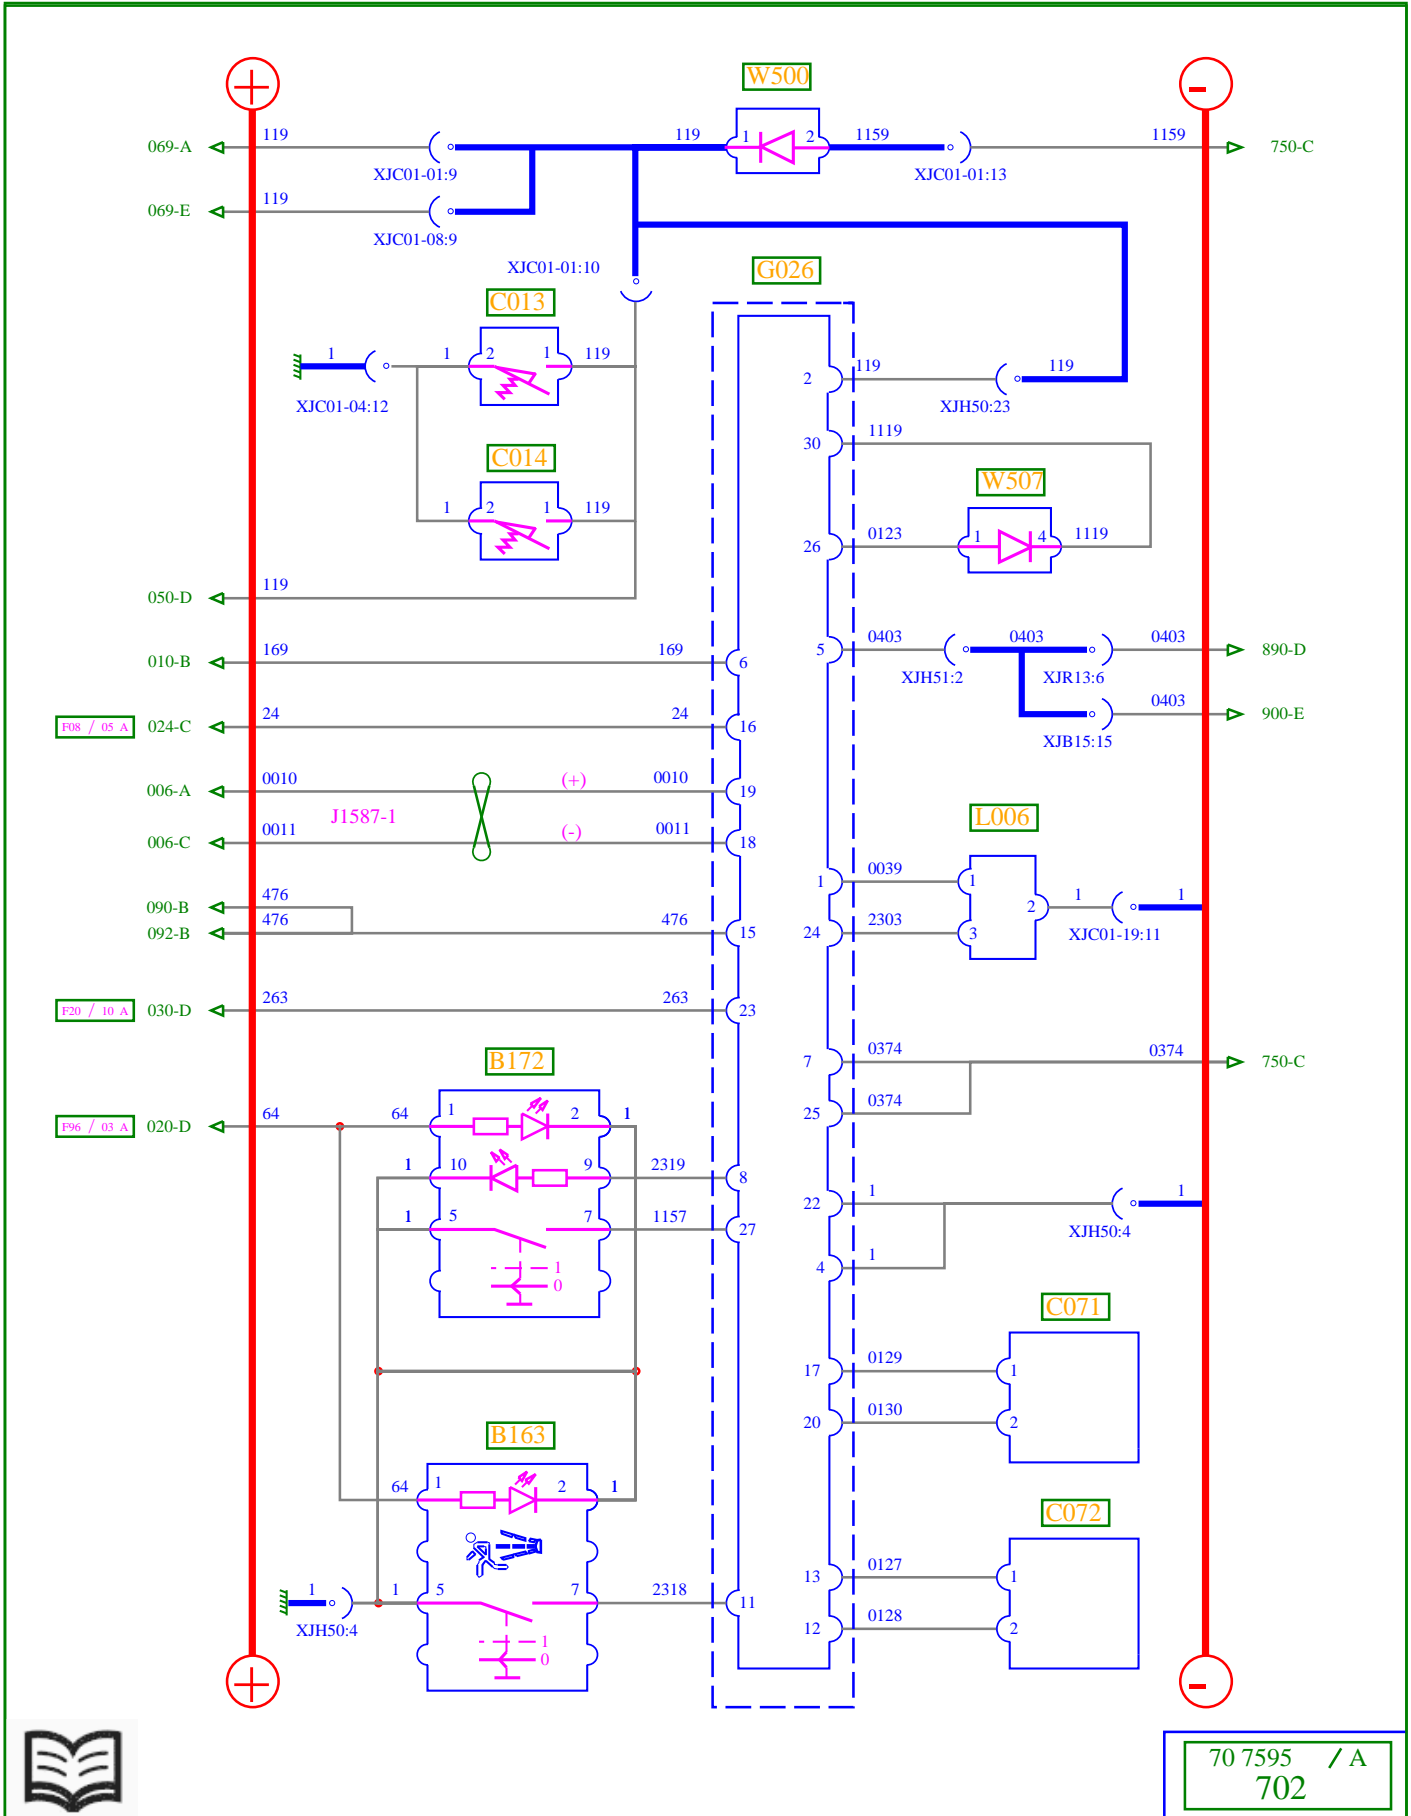 W500
069-A 119 119 1 2 1159 1159 750-C
XJC01-01:9 XJC01-01:13
069-E 119
XJC01-08:9
XJC01-01:10 G026
C013
1 1 2 1 119 2 119 119
XJC01-04:12 XJH50:23
30 1119
C014 W507
1 2 1 119
26 0123 1 4 1119
050-D 119
010-B 169 169 6 5 0403 0403 0403 890-D
XJH51:2 XJR13:6
F08 / 05 A 024-C 24 24 16 0403 900-E
XJB15:15
006-A 0010 (+) 0010 19
J1587-1 L006
006-C 0011 (-) 0011 18
1 0039 1
090-B 476 2 1 1
092-B 476 476 15 24 2303 3 XJC01-19:11
F20 / 10 A 030-D 263 263 23
B172 7 0374 0374 750-C
F96 / 03 A 020-D 64 64 1 2 1 25 0374
1 10 9 2319 8
1 5 7 1157 27 22 1 1
XJH50:4
1
0
4 1
C071
17 0129 1
20 0130 2
B163
64 1 2 1
C072
13 0127 1
1 1 5 7 2318 11
XJH50:4 12 0128 2
1
0
70 7595 / A
702